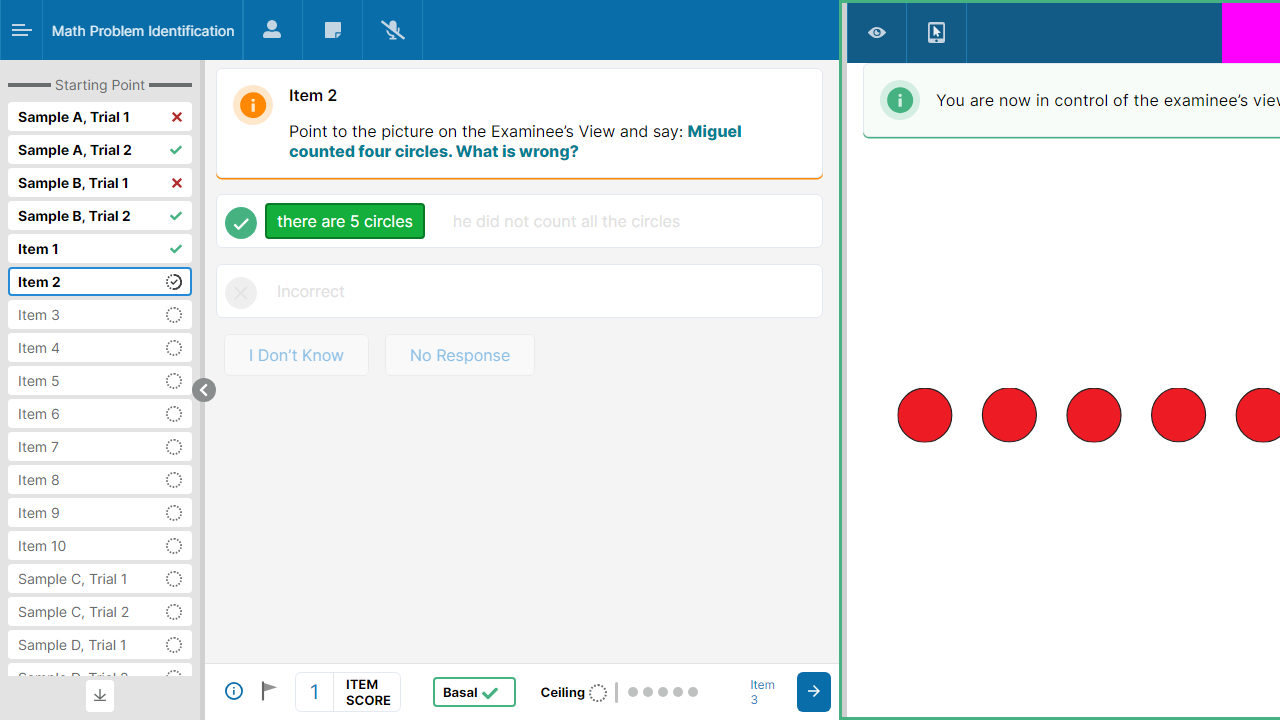 Math Problem Identification
Starting Point
Sample A, Trial 1
Sample A, Trial 2
Sample B, Trial 1
Sample B, Trial 2
Item 1
Item 2
Item 3
Item 4
Item 5
Item 6
Item 7
Item 8
Item 9
Item 10
Sample C, Trial 1
Sample C, Trial 2
Sample D, Trial 1
Item 2
Point to the picture on the Examinee’s View and say: Miguel
counted four circles. What is wrong?
there are 5 circles
he did not count all the circles
Incorrect
I Don’t Know
No Response
1
ITEM
SCORE
Basal
Ceiling
Item
3
You are now in control of the examinee’s